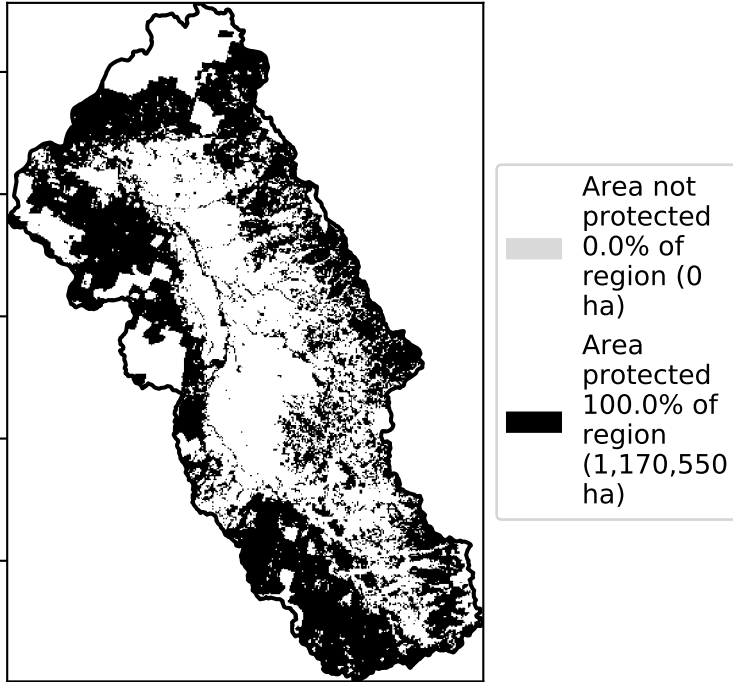 Area not
protected
0.0% of
region (0
ha)
Area
protected
100.0% of
region
(1,170,550
ha)